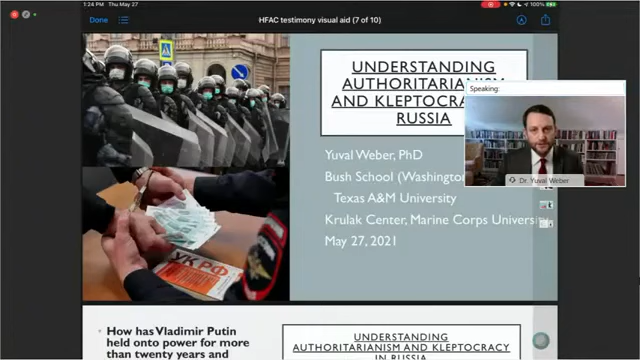 1:24 PM Thu May 27
100%
Done
HFAC testimony visual aid (7 of 10)
UNDERSTANDING
AUTHORITARIANISM
AND KLEPTOCRACY
RUSSIA
Speaking:
Dr. Yuval Weber
Yuval Weber, PhD
Bush School (Washington
Texas A&M University
Krulak Center, Marine Corps University
May 27, 2021
УК РФ
• How has Vladimir Putin
held onto power for more
than twenty years and
UNDERSTANDING
AUTHORITARIANISM AND KLEPTOCRACY
IN RUSSIA